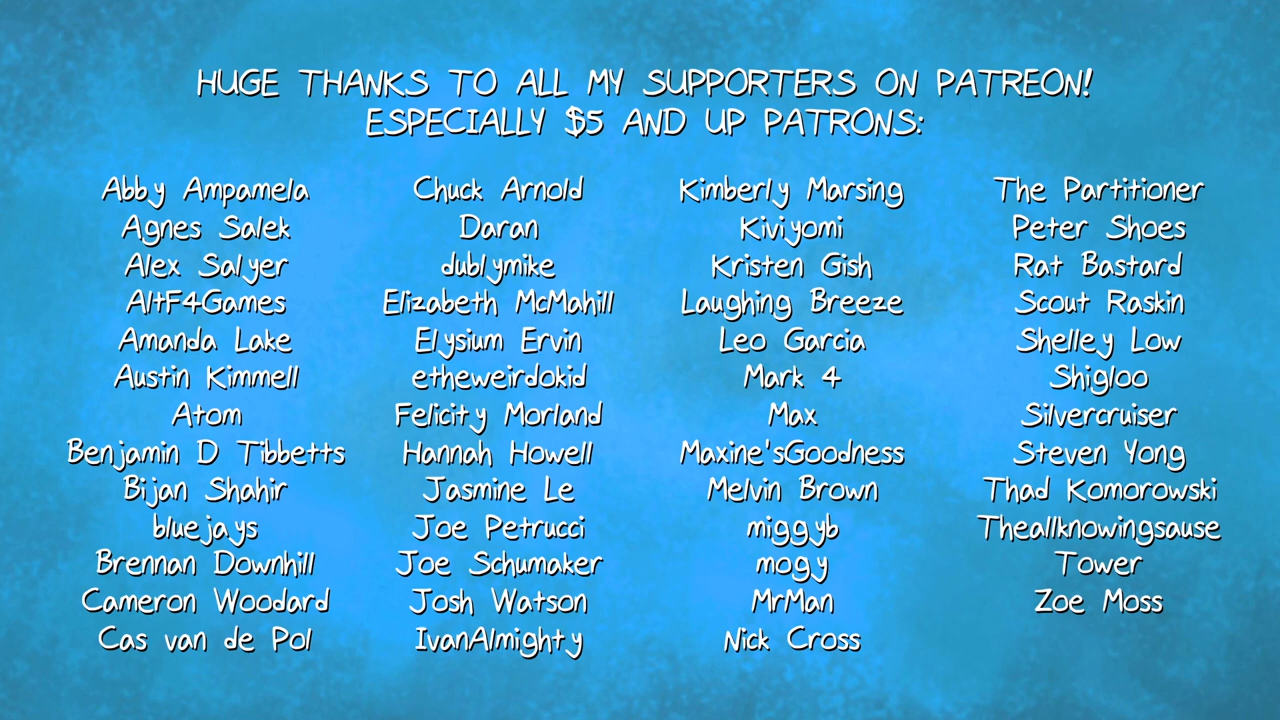 HUGE THANKS TO ALL MY SUPPORTERS ON PATREON!
ESPECIALLY $5 AND UP PATRONS:
Abby Ampamela
Agnes Salek
Alex Salyer
AltF4Games
Amanda Lake
Austin Kimmell
Atom
Benjamin D Tibbetts
Bijan Shahir
bluejays
Brennan Downhill
Cameron Woodard
Cas van de Pol
Chuck Arnold
Daran
dublymike
Elizabeth McMahill
Elysium Ervin
etheweirdokid
Felicity Morland
Hannah Howell
Jasmine Le
Joe Petrucci
Joe Schumaker
Josh Watson
IvanAlmighty
Kimberly Marsing
Kiviyomi
Kristen Gish
Laughing Breeze
Leo Garcia
Mark 4
Max
Maxine'sGoodness
Melvin Brown
miggyb
mogy
MrMan
Nick Cross
The Partitioner
Peter Shoes
Rat Bastard
Scout Raskin
Shelley Low
Shigloo
Silvercruiser
Steven Yong
Thad Komorowski
Theallknowingsause
Tower
Zoe Moss